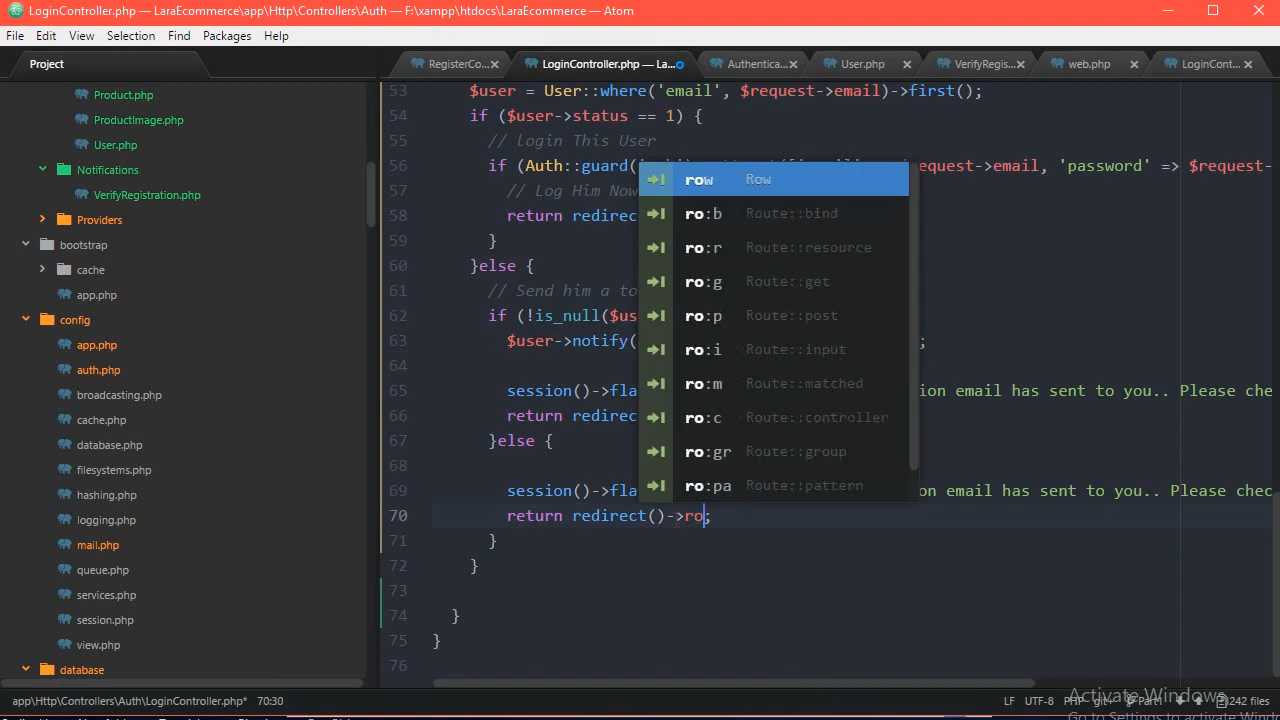 LoginController.php — LaraEcommerce\app\Http\Controllers\Auth — F:\xampp\htdocs\LaraEcommerce — Atom
File Edit View Selection Find Packages Help
Project
RegisterCo...
LoginController.php — La...
Authentica...
User.php
VerifyRegis...
web.php
LoginCont...
Product.php
ProductImage.php
User.php
Notifications
VerifyRegistration.php
Providers
bootstrap
cache
app.php
config
app.php
auth.php
broadcasting.php
cache.php
database.php
filesystems.php
hashing.php
logging.php
mail.php
queue.php
services.php
session.php
view.php
database
53 $user = User::where('email', $request->email)->first();
54 if ($user->status == 1) {
55 // login This User
56 if (Auth::guard( request->email, 'password' => $request-
57 // Log Him Now
58 return redirec
59 }
60 }else {
61 // Send him a to
62 if (!is_null($us
63 $user->notify( ;
64
65 session()->fla on email has sent to you.. Please che
66 return redirec
67 }else {
68
69 session()->fla on email has sent to you.. Please chec
70 return redirect()->ro;
71 }
72 }
73
74 }
75 }
76
row Row
ro:b Route::bind
ro:r Route::resource
ro:g Route::get
ro:p Route::post
ro:i Route::input
ro:m Route::matched
ro:c Route::controller
ro:gr Route::group
ro:pa Route::pattern
Activate Windows
Go to Settings to activate Wind
app\Http\Controllers\Auth\LoginController.php* 70:30
LF UTF-8 PHP git+ Part1 242 files